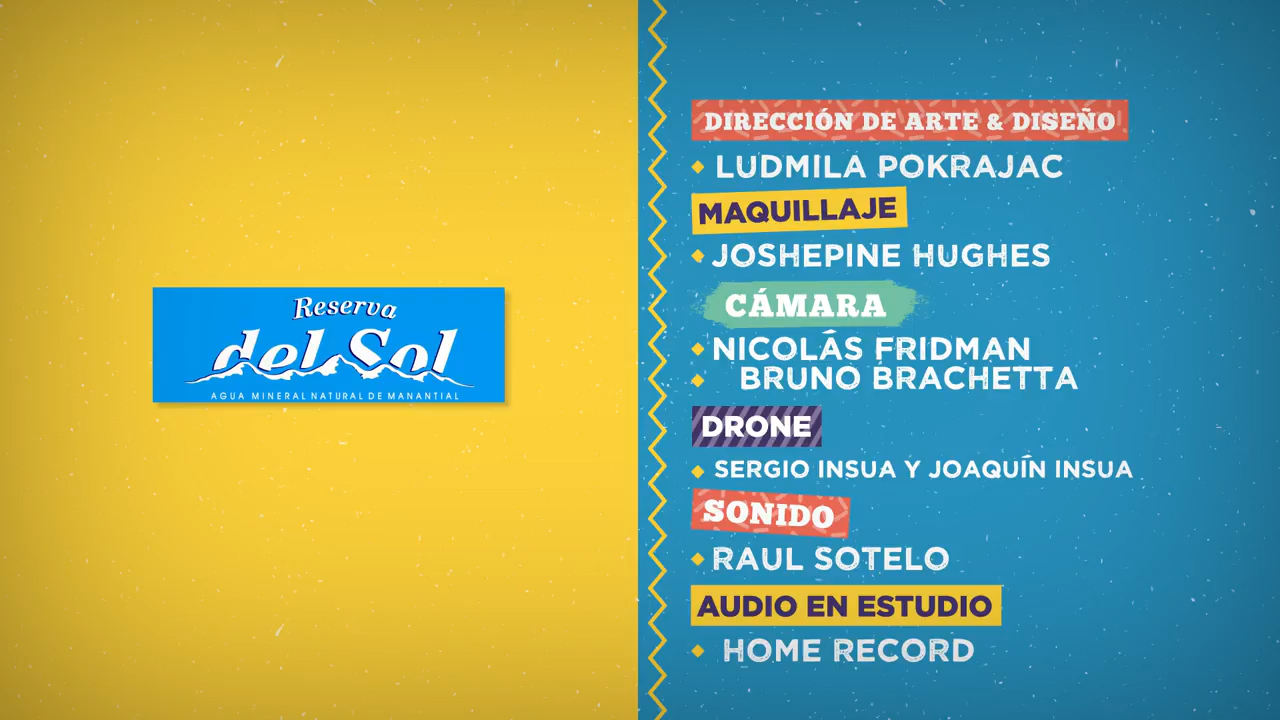 Reserva
del Sol
AGUA MINERAL NATURAL DE MANANTIAL
DIRECCIÓN DE ARTE & DISEÑO
LUDMILA POKRAJAC
MAQUILLAJE
JOSHEPINE HUGHES
CÁMARA
NICOLÁS FRIDMAN
BRUNO BRACHETTA
DRONE
SERGIO INSUA Y JOAQUÍN INSUA
SONIDO
RAUL SOTELO
AUDIO EN ESTUDIO
HOME RECORD